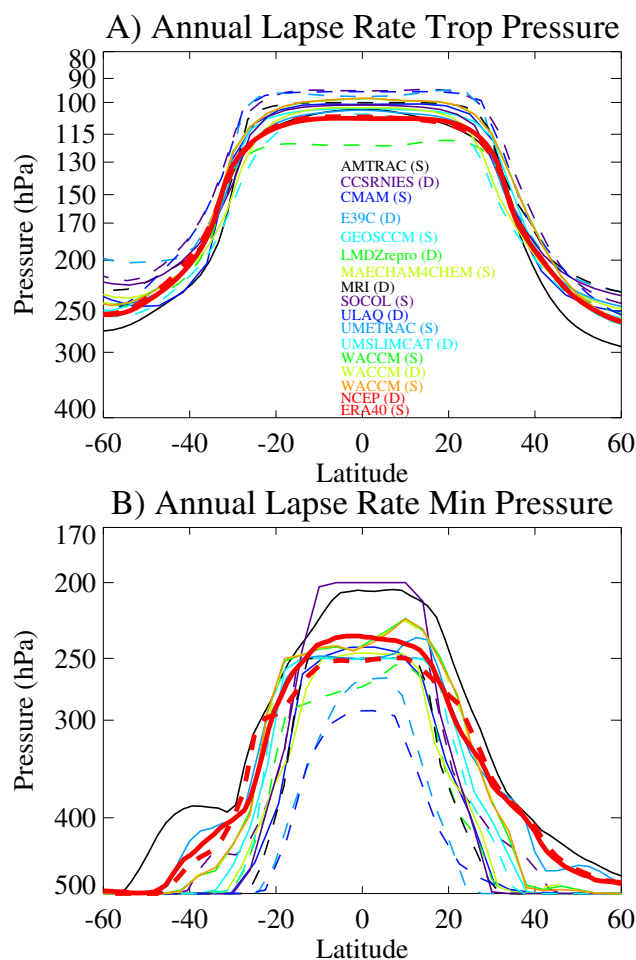 A) Annual Lapse Rate Trop Pressure
80
90
100
115
130
150
170
200
250
300
400
Pressure (hPa)
AMTRAC (S)
CCSRNIES (D)
CMAM (S)
E39C (D)
GEOSCCM (S)
LMDZrepro (D)
MAECHAM4CHEM (S)
MRI (D)
SOCOL (S)
ULAQ (D)
UMETRAC (S)
UMSLIMCAT (D)
WACCM (S)
WACCM (D)
WACCM (S)
NCEP (D)
ERA40 (S)
-60 -40 -20 0 20 40 60
Latitude
B) Annual Lapse Rate Min Pressure
170
200
250
300
400
500
Pressure (hPa)
-60 -40 -20 0 20 40 60
Latitude